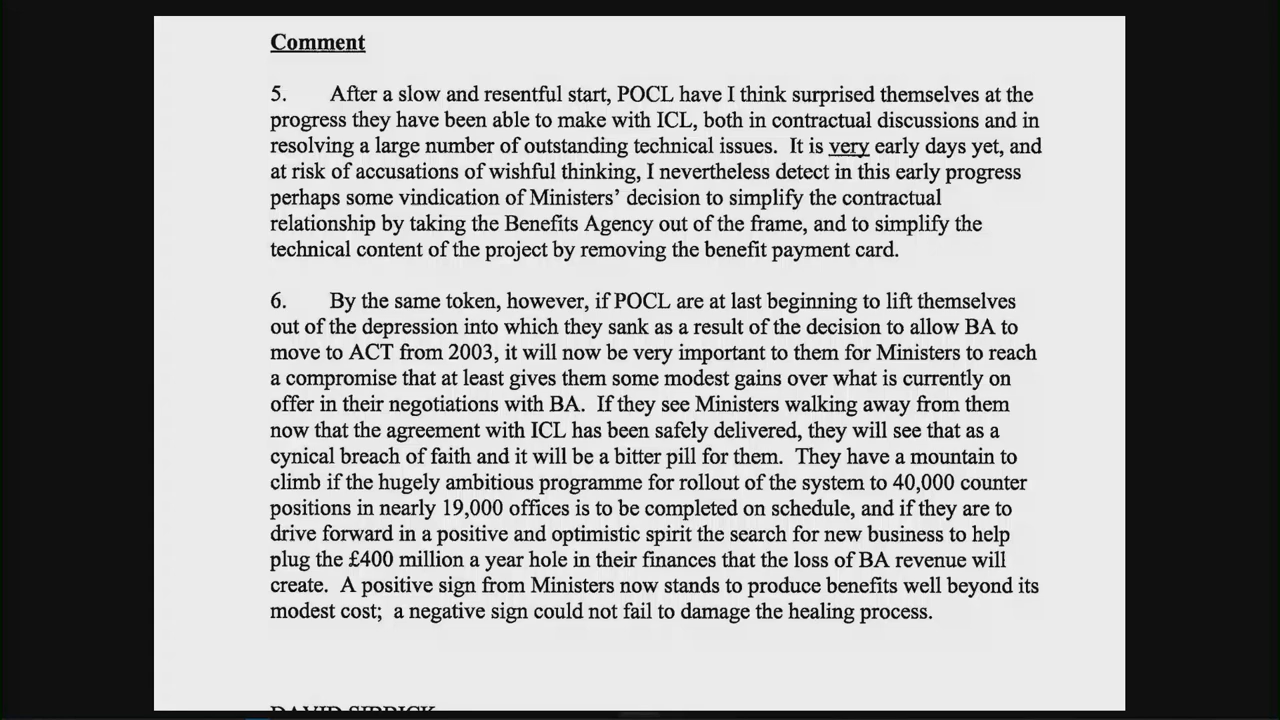 Comment
5. After a slow and resentful start, POCL have I think surprised themselves at the
progress they have been able to make with ICL, both in contractual discussions and in
resolving a large number of outstanding technical issues. It is very early days yet, and
at risk of accusations of wishful thinking, I nevertheless detect in this early progress
perhaps some vindication of Ministers' decision to simplify the contractual
relationship by taking the Benefits Agency out of the frame, and to simplify the
technical content of the project by removing the benefit payment card.
6. By the same token, however, if POCL are at last beginning to lift themselves
out of the depression into which they sank as a result of the decision to allow BA to
move to ACT from 2003, it will now be very important to them for Ministers to reach
a compromise that at least gives them some modest gains over what is currently on
offer in their negotiations with BA. If they see Ministers walking away from them
now that the agreement with ICL has been safely delivered, they will see that as a
cynical breach of faith and it will be a bitter pill for them. They have a mountain to
climb if the hugely ambitious programme for rollout of the system to 40,000 counter
positions in nearly 19,000 offices is to be completed on schedule, and if they are to
drive forward in a positive and optimistic spirit the search for new business to help
plug the £400 million a year hole in their finances that the loss of BA revenue will
create. A positive sign from Ministers now stands to produce benefits well beyond its
modest cost; a negative sign could not fail to damage the healing process.
DAVID SIBBICK